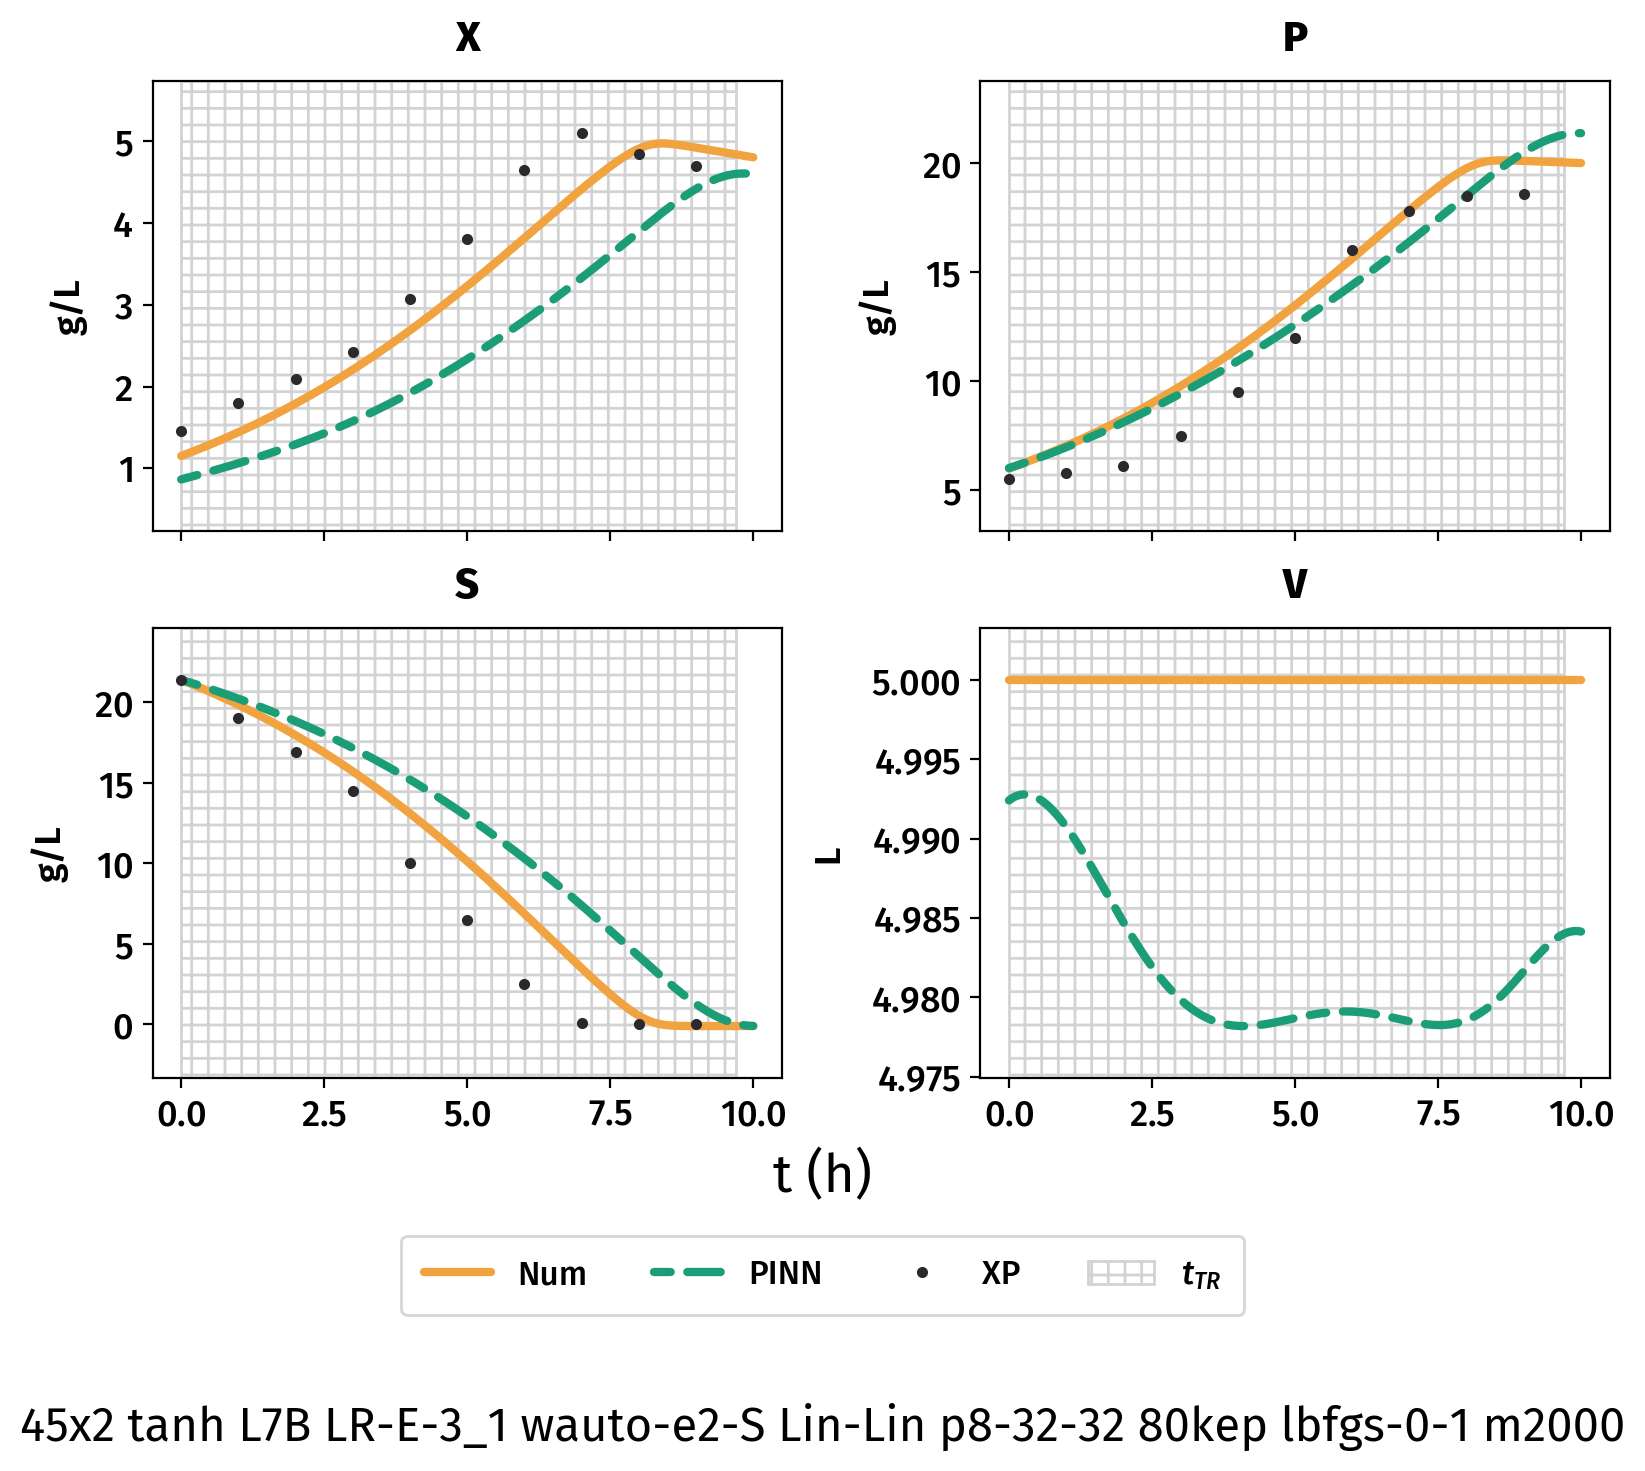 X
P
g/L
5
4
3
2
1
g/L
20
15
10
5
S
V
g/L
20
15
10
5
0
L
5.000
4.995
4.990
4.985
4.980
4.975
0.0 2.5 5.0 7.5 10.0
0.0 2.5 5.0 7.5 10.0
t (h)
Num PINN XP tTR
45x2 tanh L7B LR-E-3_1 wauto-e2-S Lin-Lin p8-32-32 80kep lbfgs-0-1 m2000